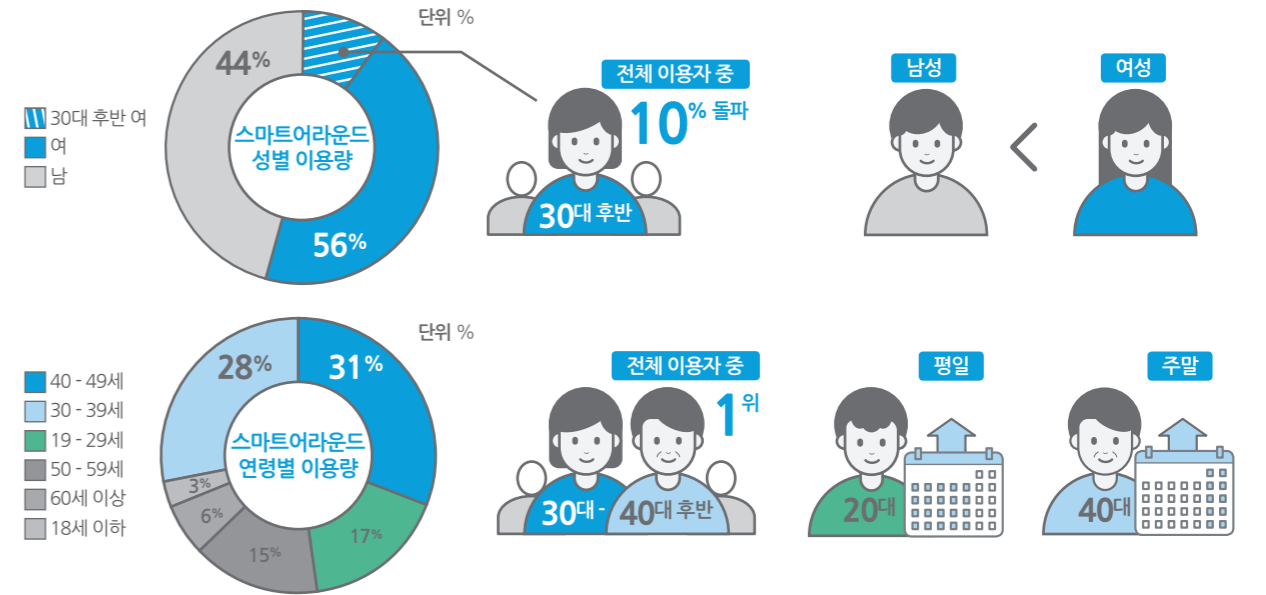 단위 %
44%
56%
스마트어라운드
성별 이용량
30대 후반 여
여
남
전체 이용자 중
10% 돌파
30대 후반
남성
<
여성
단위 %
28%
31%
17%
15%
6%
3%
스마트어라운드
연령별 이용량
40 - 49세
30 - 39세
19 - 29세
50 - 59세
60세 이상
18세 이하
전체 이용자 중
1위
30대 - 40대 후반
평일
20대
주말
40대